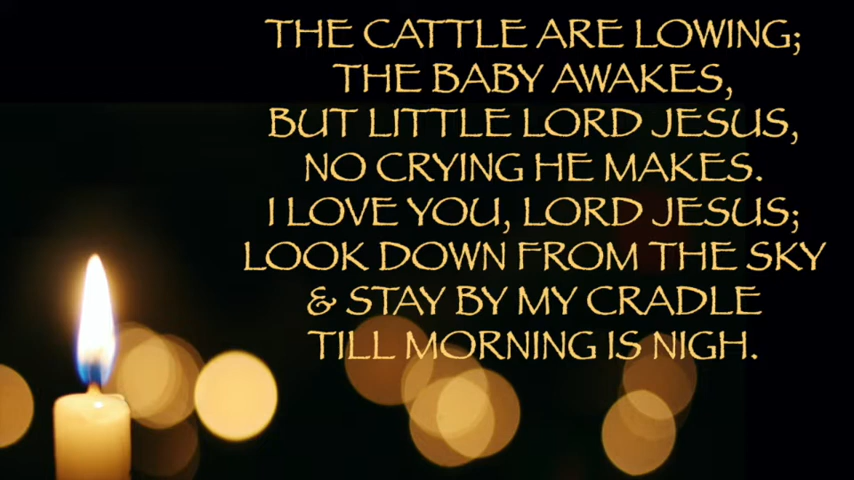 THE CATTLE ARE LOWING;
THE BABY AWAKES,
BUT LITTLE LORD JESUS,
NO CRYING HE MAKES.
I LOVE YOU, LORD JESUS;
LOOK DOWN FROM THE SKY
& STAY BY MY CRADLE
TILL MORNING IS NIGH.